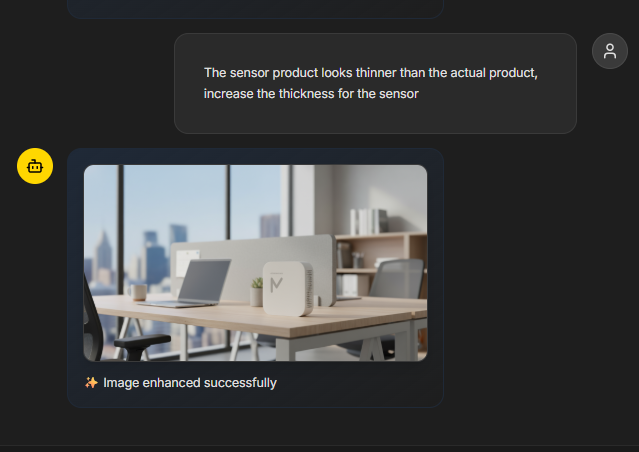 The sensor product looks thinner than the actual product,
increase the thickness for the sensor
M
✨ Image enhanced successfully